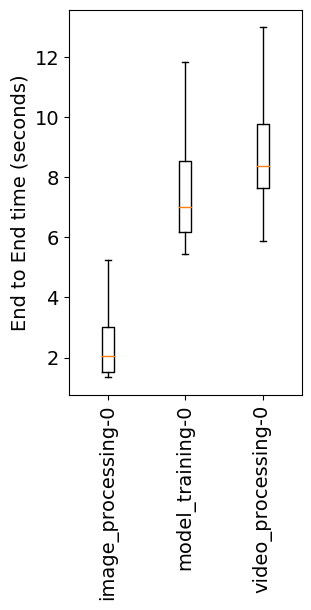 End to End time (seconds)
12
10
8
6
4
2
image_processing-0
model_training-0
video_processing-0